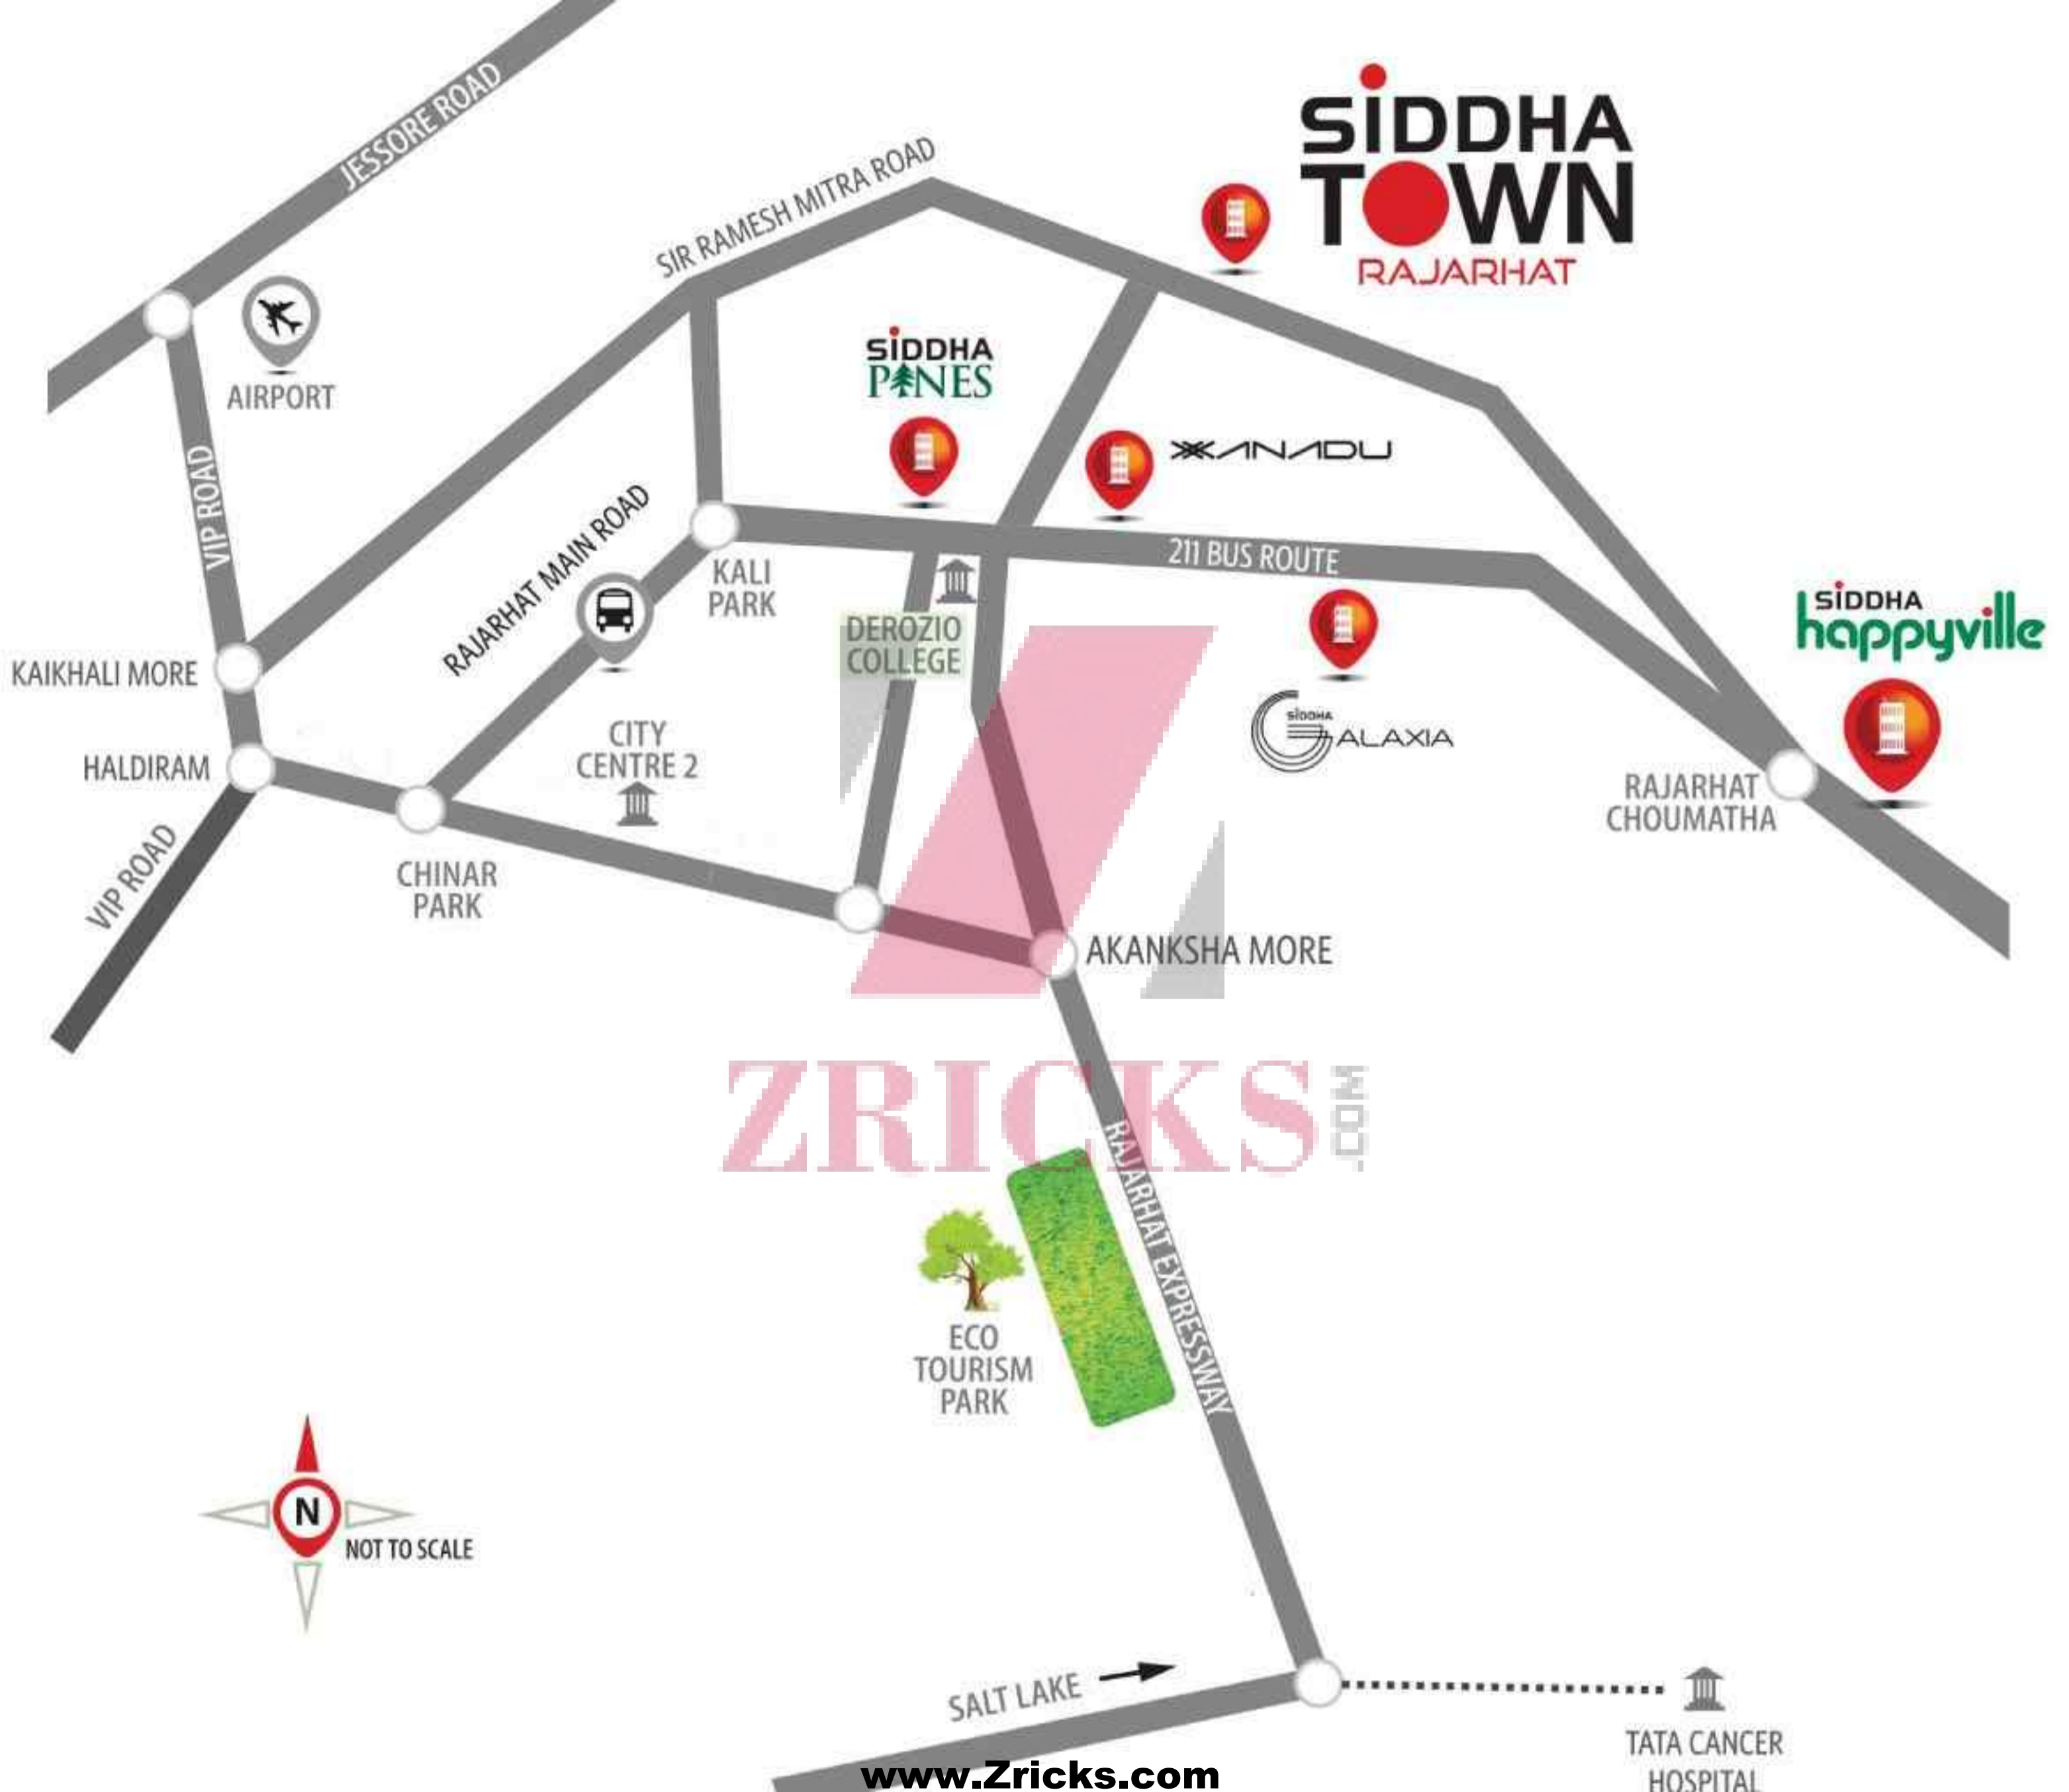 JESSORE ROAD
SIDDHA
TOWN
RAJARHAT
SIR RAMESH MITRA ROAD
AIRPORT
SIDDHA
PINES
XANADU
VIP ROAD
RAJARHAT MAIN ROAD
KALI
PARK
211 BUS ROUTE
DEROZIO
COLLEGE
SIDDHA
happyville
KAIKHALI MORE
SIDDHA
GALAXIA
CITY
CENTRE 2
HALDIRAM
RAJARHAT
CHOUMATHA
VIP ROAD
CHINAR
PARK
AKANKSHA MORE
ZRICKS
.COM
RAJARHAT EXPRESSWAY
ECO
TOURISM
PARK
N
NOT TO SCALE
SALT LAKE
TATA CANCER
HOSPITAL
www.Zricks.com